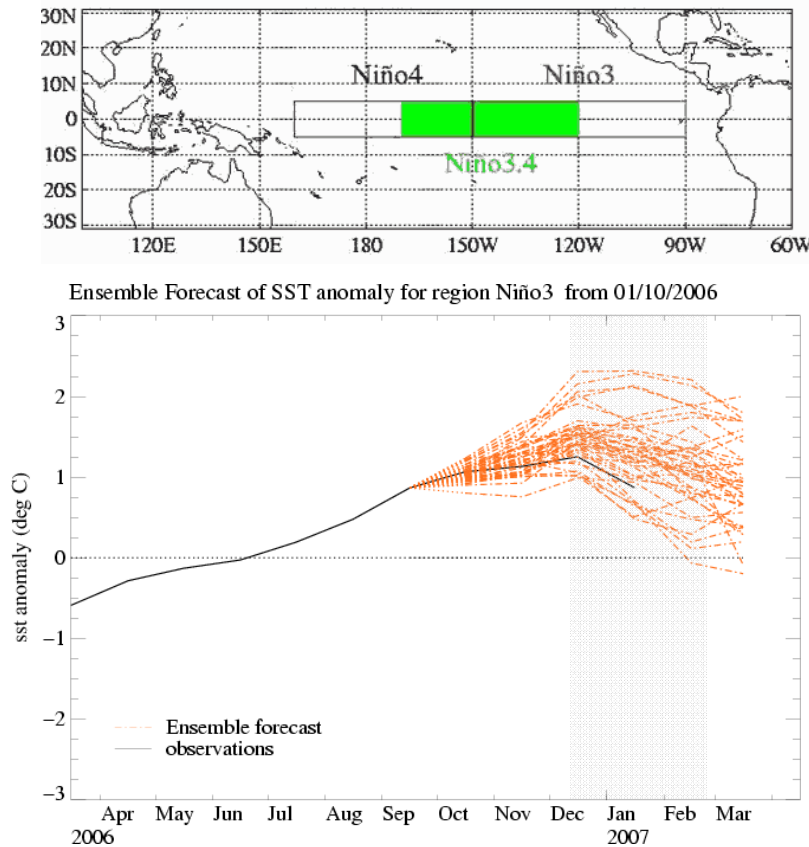 30N
20N
10N
0
10S
20S
30S
Niño4 Niño3
Niño3.4
120E 150E 180 150W 120W 90W 60W
Ensemble Forecast of SST anomaly for region Niño3 from 01/10/2006
sst anomaly (deg C)
3
2
1
0
−1
−2
−3
Ensemble forecast
observations
Apr May Jun Jul Aug Sep Oct Nov Dec Jan Feb Mar
2006 2007